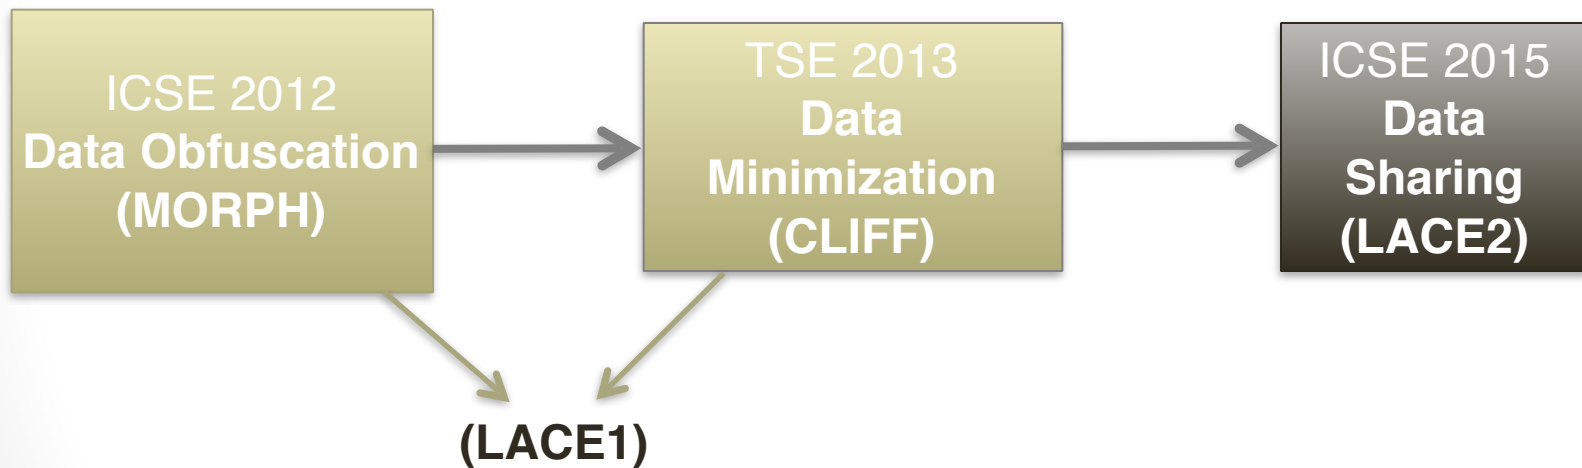 ICSE 2012
Data Obfuscation
(MORPH)
TSE 2013
Data
Minimization
(CLIFF)
ICSE 2015
Data
Sharing
(LACE2)
(LACE1)